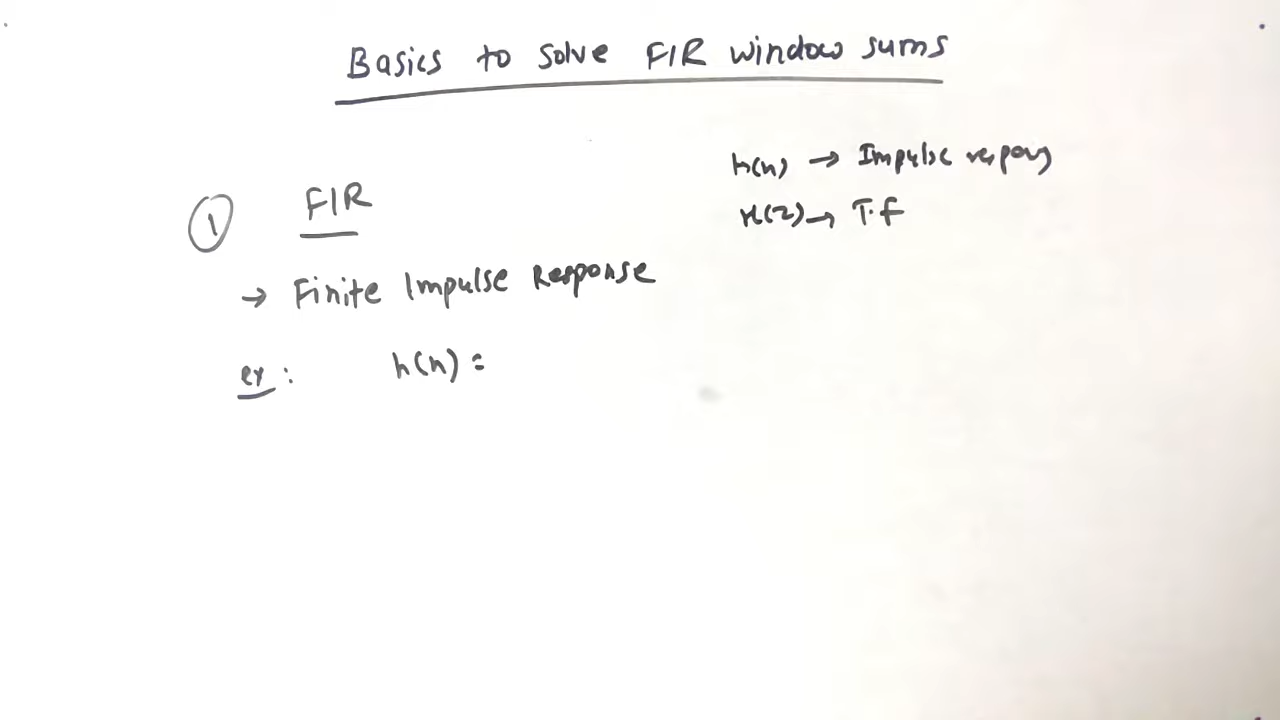 Basics to solve FIR window sums
h(n) → Impulse respons
H(z) → T.f
① FIR
→ Finite Impulse Response
ex : h(n) =